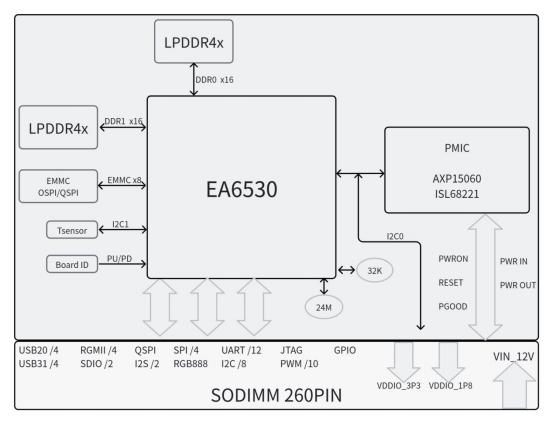 LPDDR4x
DDR0 x16
LPDDR4x
DDR1 x16
EMMC
OSPI/QSPI
EMMC x8
EA6530
PMIC
AXP15060
ISL68221
Tsensor
I2C1
Board ID
PU/PD
I2C0
32K
24M
PWRON
RESET
PGOOD
PWR IN
PWR OUT
USB20 /4 RGMII /4 QSPI SPI /4 UART /12 JTAG GPIO
USB31 /4 SDIO /2 I2S /2 RGB888 I2C /8 PWM /10
VDDIO_3P3 VDDIO_1P8
VIN_12V
SODIMM 260PIN